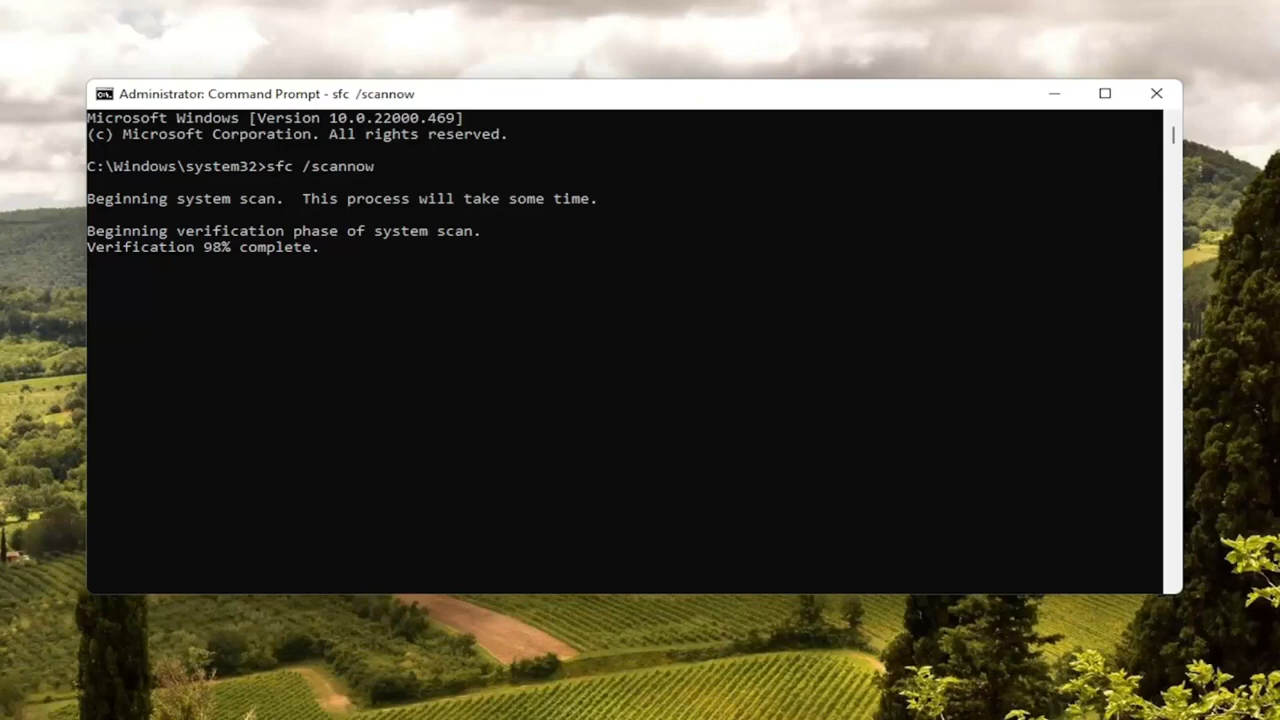 Administrator: Command Prompt - sfc /scannow
Microsoft Windows [Version 10.0.22000.469]
(c) Microsoft Corporation. All rights reserved.
C:\Windows\system32>sfc /scannow
Beginning system scan.  This process will take some time.
Beginning verification phase of system scan.
Verification 98% complete.